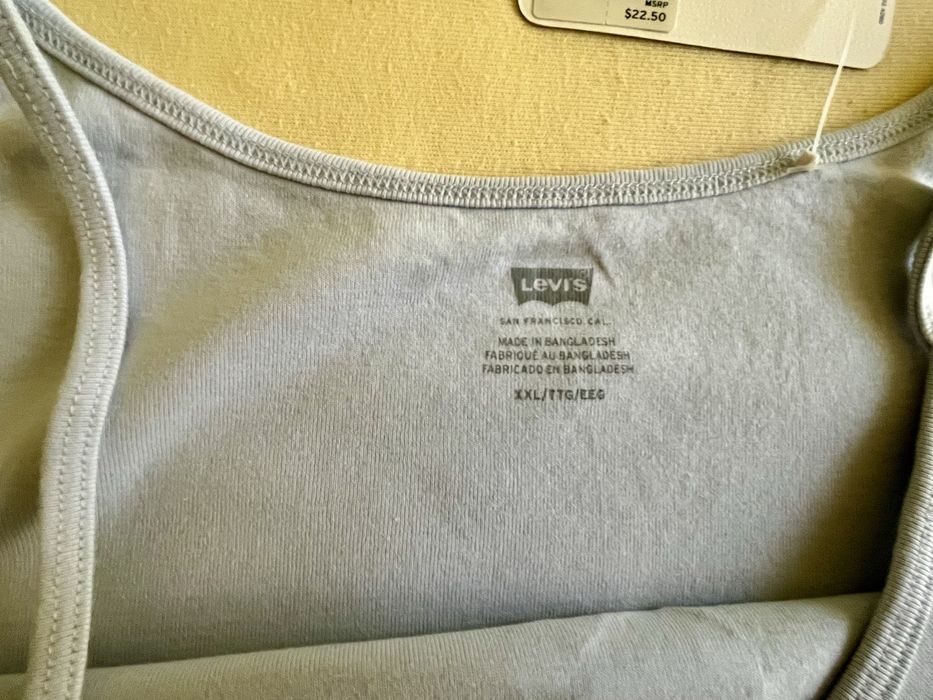 MSRP
$22.50
LEVI'S
SAN FRANCISCO, CAL.
MADE IN BANGLADESH
FABRIQUÉ AU BANGLADESH
FABRICADO EN BANGLADESH
XXL/TTG/EEG